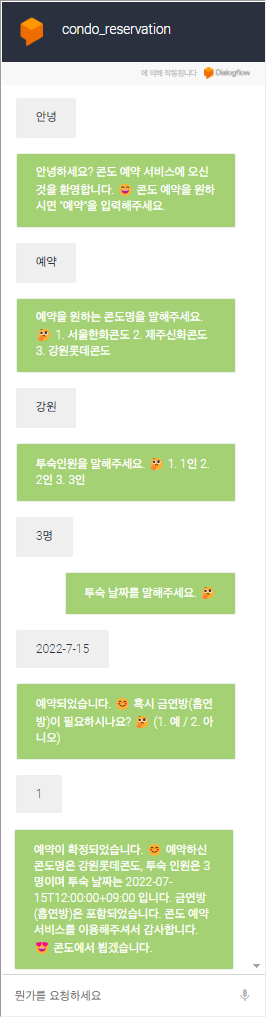 condo_reservation
에 의해 작동됩니다 Dialogflow
안녕
안녕하세요? 콘도 예약 서비스에 오신
것을 환영합니다. 😍 콘도 예약을 원하
시면 "예약"을 입력해주세요.
예약
예약을 원하는 콘도명을 말해주세요.
🤔 1. 서울한화콘도 2. 제주신화콘도
3. 강원롯데콘도
강원
투숙인원을 말해주세요. 🤔 1. 1인 2.
2인 3. 3인
3명
투숙 날짜를 말해주세요. 🤔
2022-7-15
예약되었습니다. 😊 혹시 금연방(흡연
방)이 필요하시나요? 🤔 (1. 예 / 2. 아
니오)
1
예약이 확정되었습니다. 😊 예약하신
콘도명은 강원롯데콘도, 투숙 인원은 3
명이며 투숙 날짜는 2022-07-
15T12:00:00+09:00 입니다. 금연방
(흡연방)은 포함되었습니다. 콘도 예약
서비스를 이용해주셔서 감사합니다.
😍 콘도에서 뵙겠습니다.
뭔가를 요청하세요